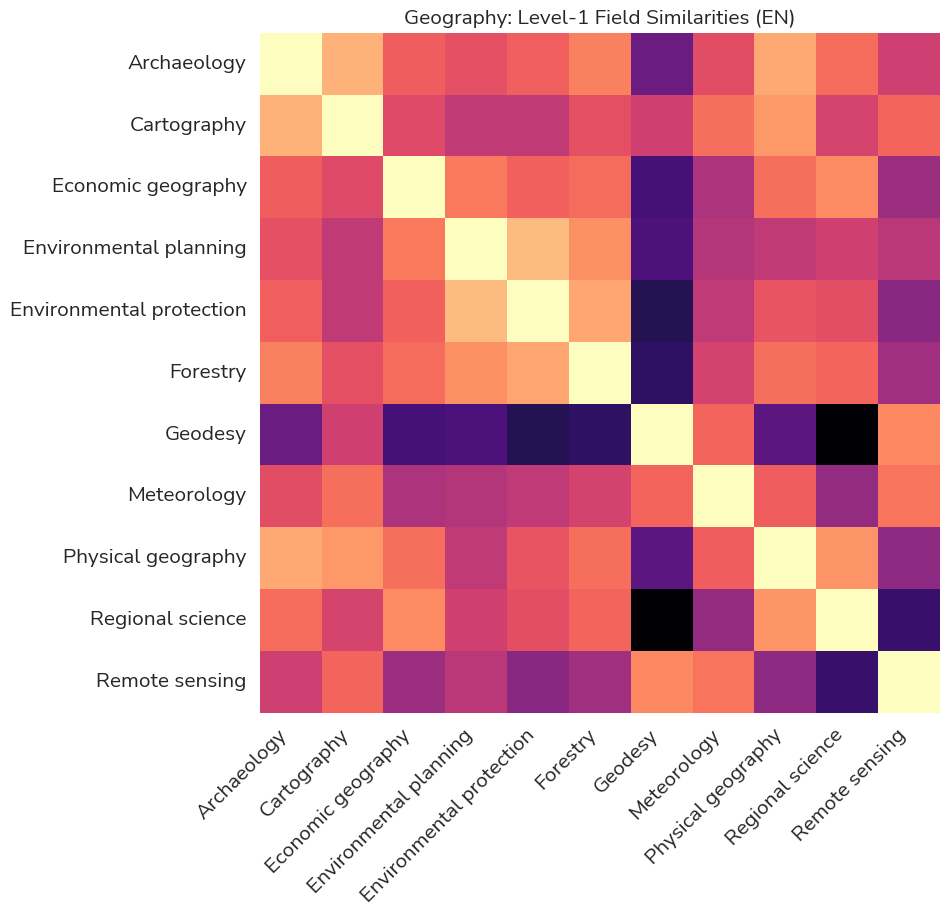 Geography: Level-1 Field Similarities (EN)
Archaeology
Cartography
Economic geography
Environmental planning
Environmental protection
Forestry
Geodesy
Meteorology
Physical geography
Regional science
Remote sensing
Archaeology
Cartography
Economic geography
Environmental planning
Environmental protection
Forestry
Geodesy
Meteorology
Physical geography
Regional science
Remote sensing